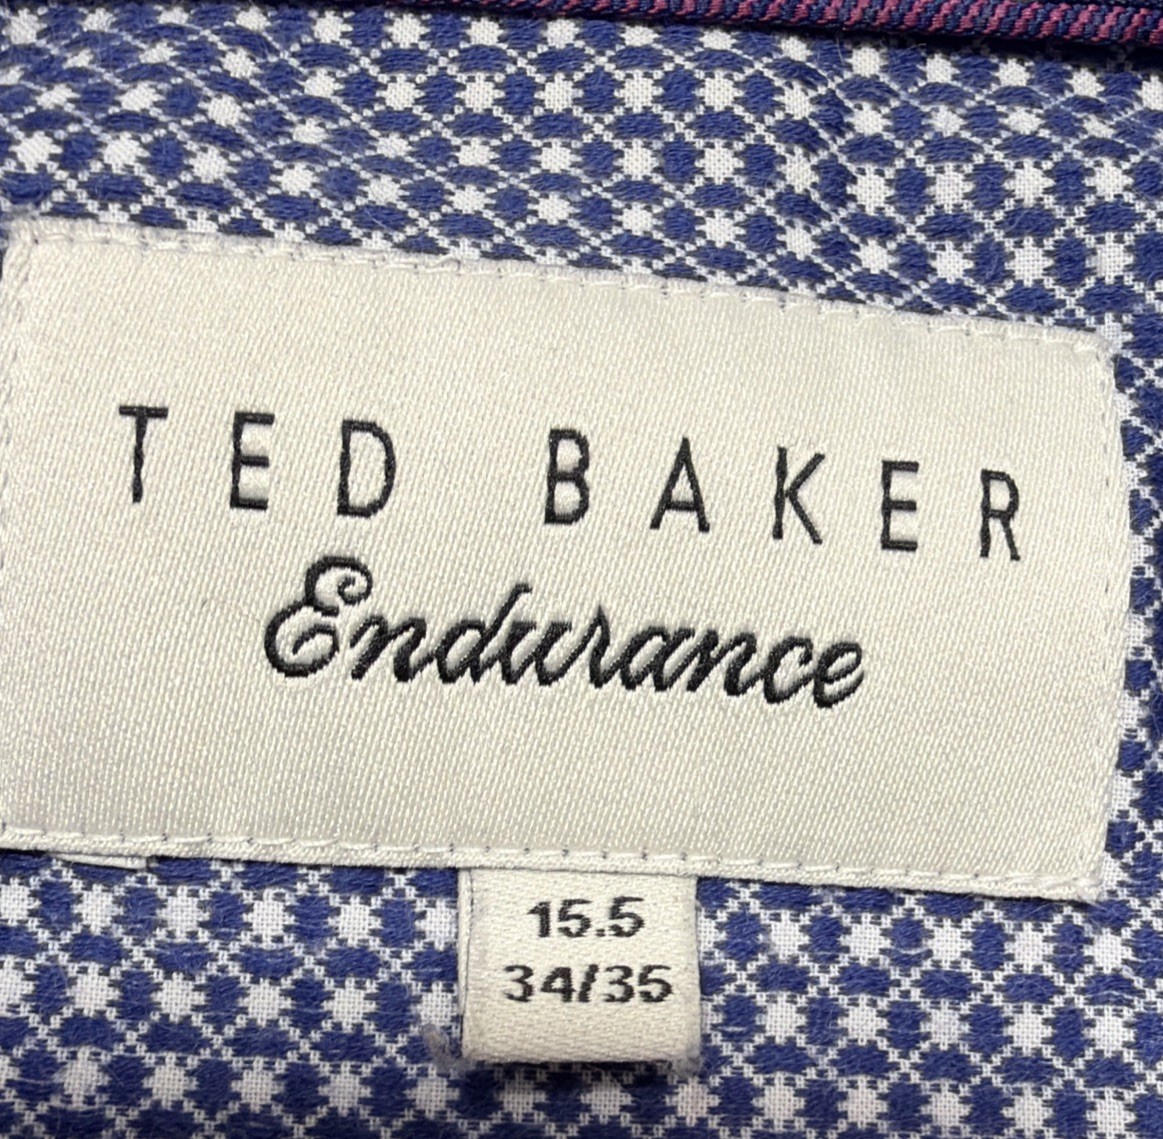 TED BAKER
Endurance
15.5
34/35